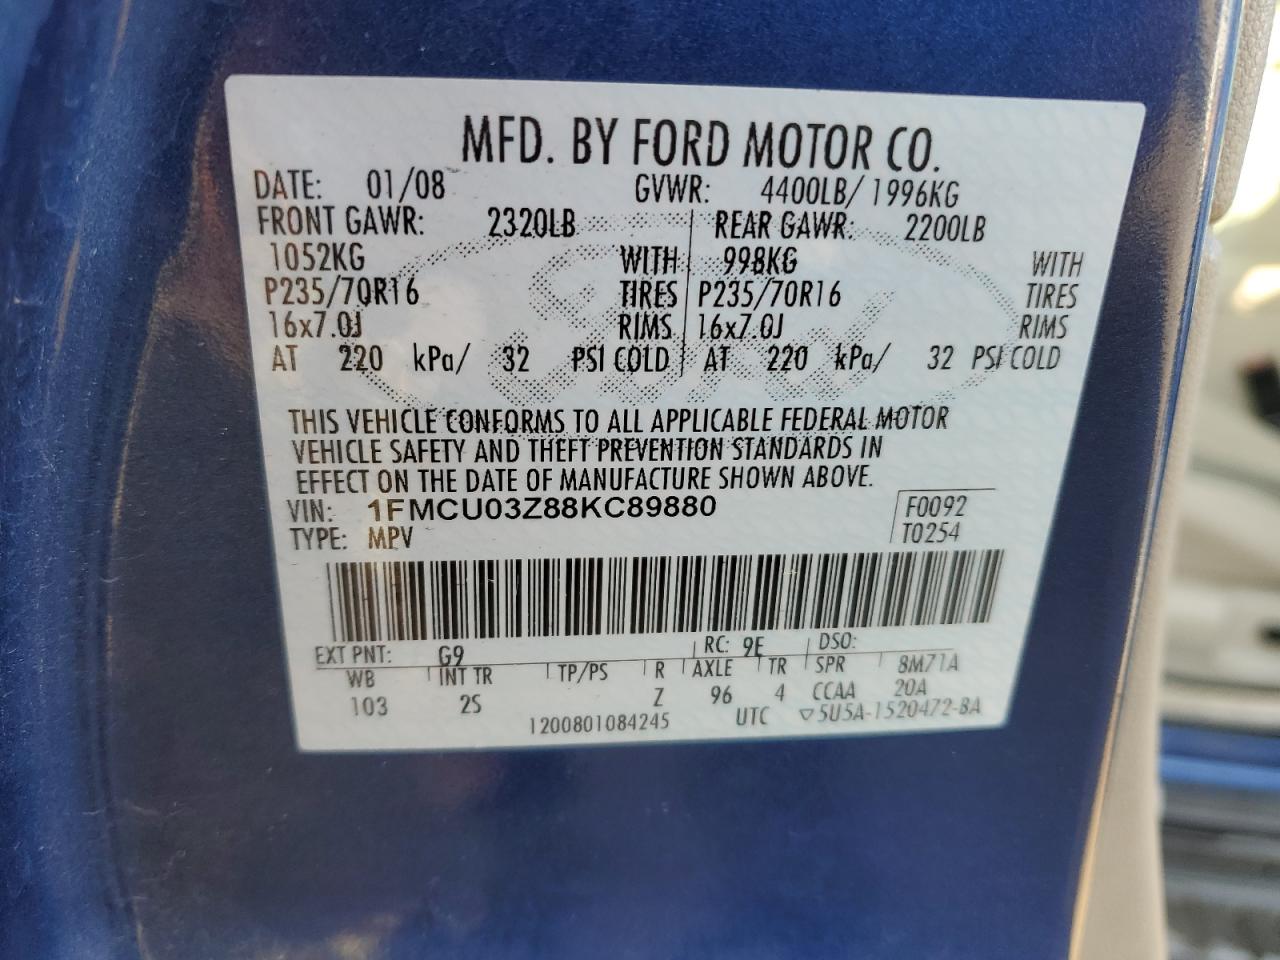 MFD. BY FORD MOTOR CO.
DATE: 01/08 GVWR: 4400LB/ 1996KG
FRONT GAWR: 2320LB REAR GAWR: 2200LB
1052KG WITH 998KG WITH
P235/70R16 TIRES P235/70R16 TIRES
16x7.0J RIMS 16x7.0J RIMS
AT 220 kPa/ 32 PSI COLD AT 220 kPa/ 32 PSI COLD
THIS VEHICLE CONFORMS TO ALL APPLICABLE FEDERAL MOTOR
VEHICLE SAFETY AND THEFT PREVENTION STANDARDS IN
EFFECT ON THE DATE OF MANUFACTURE SHOWN ABOVE.
VIN: 1FMCU03Z88KC89880 F0092
TYPE: MPV T0254
EXT PNT: G9 RC: 9E DSO:
WB INT TR TP/PS R AXLE TR SPR 8M71A
103 2S Z 96 4 CCAA 20A
1200801084245 UTC ▽5U5A-1520472-BA